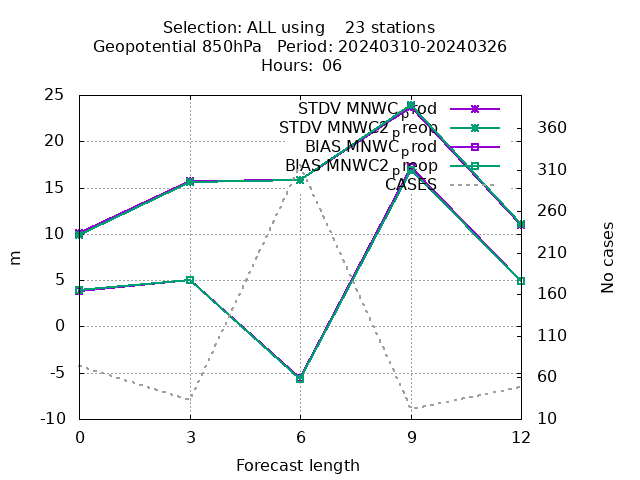 Selection: ALL using    23 stations
Geopotential 850hPa   Period: 20240310-20240326
Hours: 06
STDV MNWC_prod
STDV MNWC2_preop
BIAS MNWC_prod
BIAS MNWC2_preop
CASES
25
20
15
10
5
0
-5
-10
m
360
310
260
210
160
110
60
10
No cases
0 3 6 9 12
Forecast length